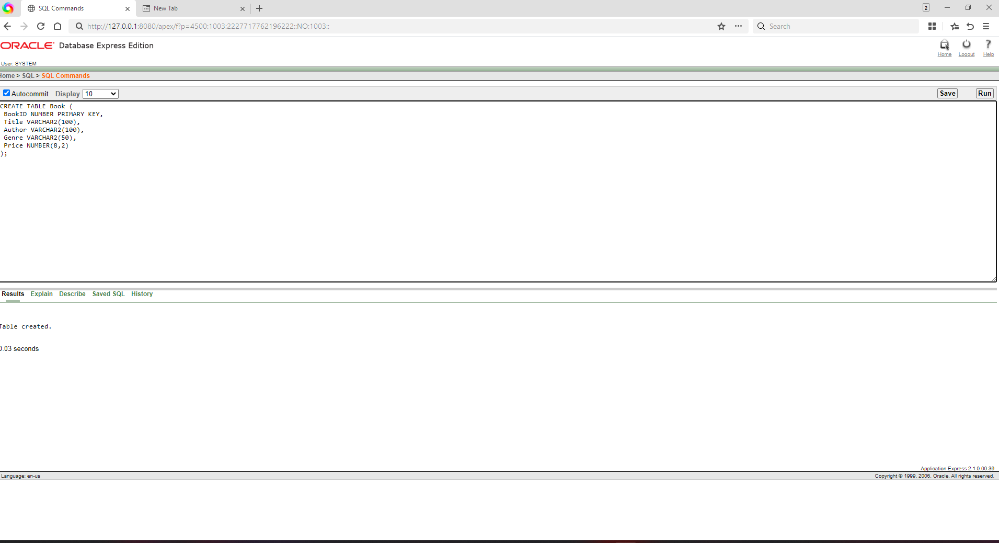 SQL Commands
New Tab
2
http://127.0.0.1:8080/apex/f?p=4500:1003:2227717762196222::NO:1003::
Search
ORACLE® Database Express Edition
Home Logout Help
User: SYSTEM
Home > SQL > SQL Commands
Autocommit Display 10
Save Run
CREATE TABLE Book (
BookID NUMBER PRIMARY KEY,
Title VARCHAR2(100),
Author VARCHAR2(100),
Genre VARCHAR2(50),
Price NUMBER(8,2)
);
Results Explain Describe Saved SQL History
Table created.
0.03 seconds
Application Express 2.1.0.00.39
Language: en-us
Copyright © 1999, 2006, Oracle. All rights reserved.